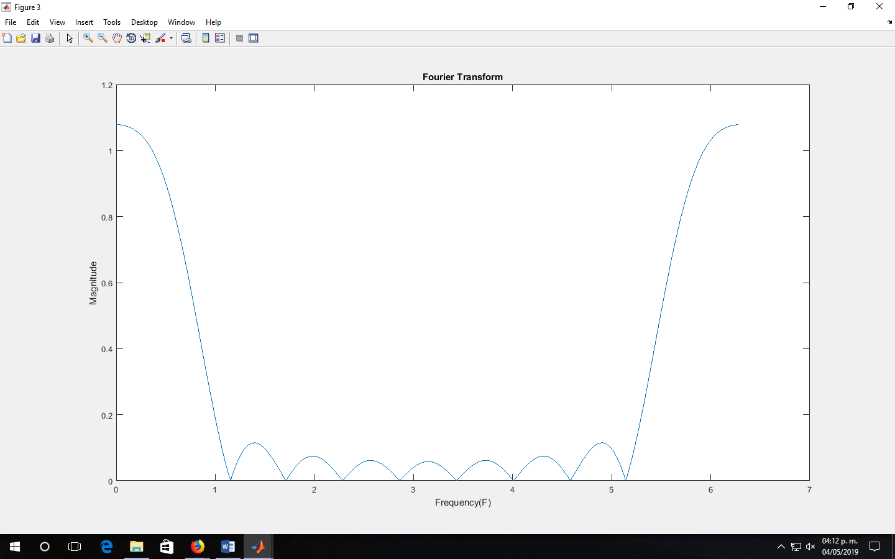 Figure 3
File Edit View Insert Tools Desktop Window Help
Fourier Transform
1.2
1
0.8
0.6
0.4
0.2
0
Magnitude
0 1 2 3 4 5 6 7
Frequency(F)
04:12 p. m.
04/05/2019